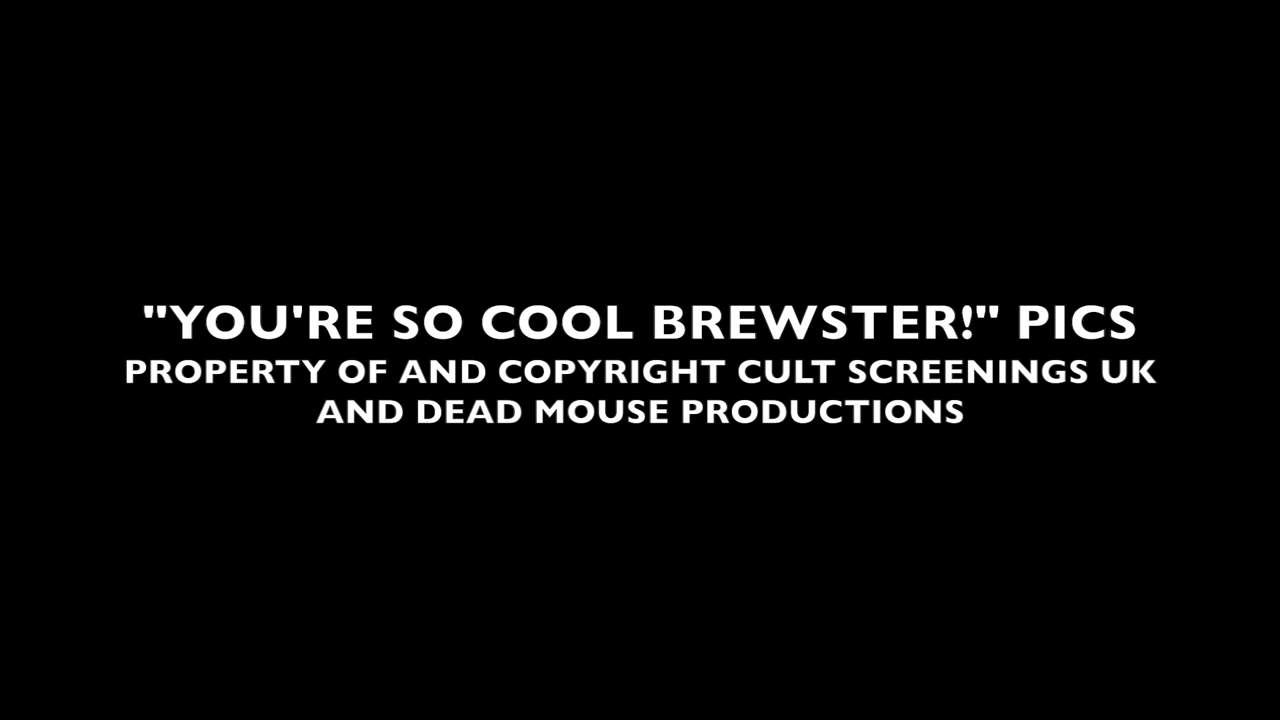 "YOU'RE SO COOL BREWSTER!" PICS
PROPERTY OF AND COPYRIGHT CULT SCREENINGS UK
AND DEAD MOUSE PRODUCTIONS